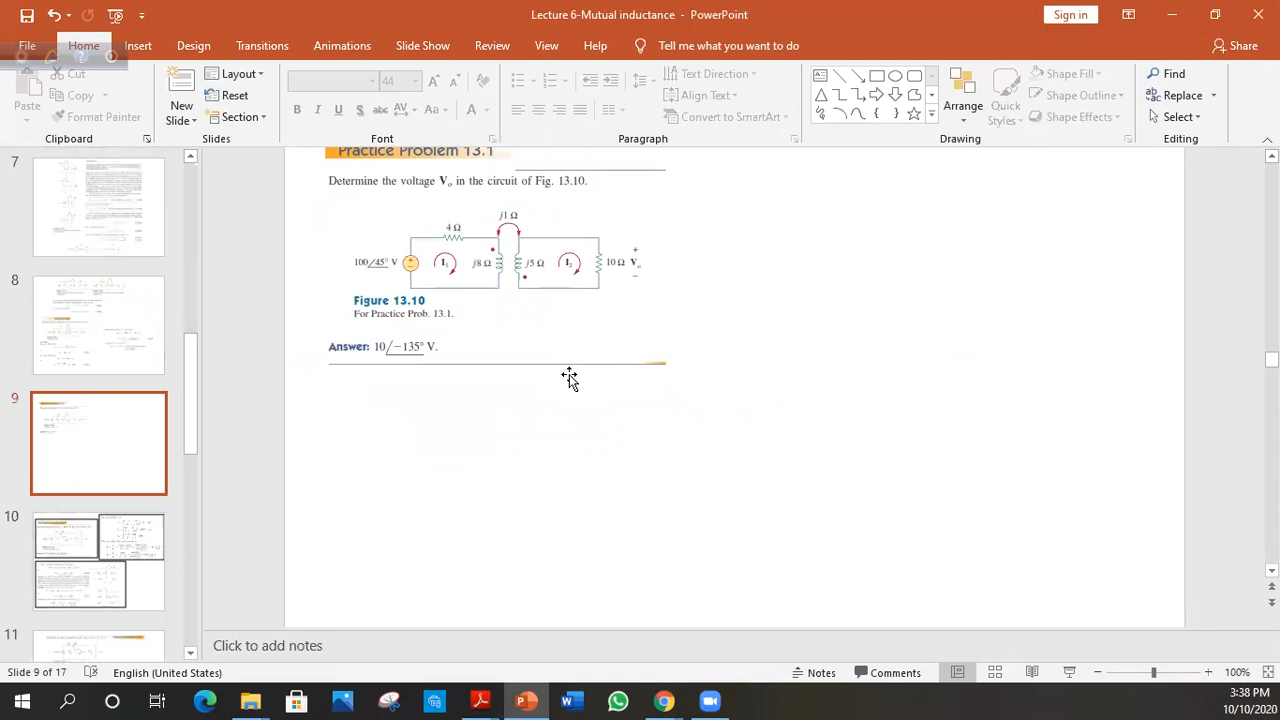 Lecture 6-Mutual inductance - PowerPoint
Sign in
File Home Insert Design Transitions Animations Slide Show Review View Help Tell me what you want to do
Share
Paste
Cut
Copy
Format Painter
Clipboard
New Slide
Layout
Reset
Section
Slides
44
B I U S abc AV Aa A
Font
Text Direction
Align Text
Convert to SmartArt
Paragraph
Arrange
Quick Styles
Shape Fill
Shape Outline
Shape Effects
Drawing
Find
Replace
Select
Editing
7
8
9
10
11
Practice Problem 13.1
Determine the voltage Vo in the circuit of Fig. 13.10.
j1 Ω
4 Ω
100/45° V
I1
j8 Ω
j5 Ω
I2
10 Ω
+
Vo
−
Figure 13.10
For Practice Prob. 13.1.
Answer: 10/−135° V.
Click to add notes
Slide 9 of 17
English (United States)
Notes
Comments
100%
3:38 PM
10/10/2020